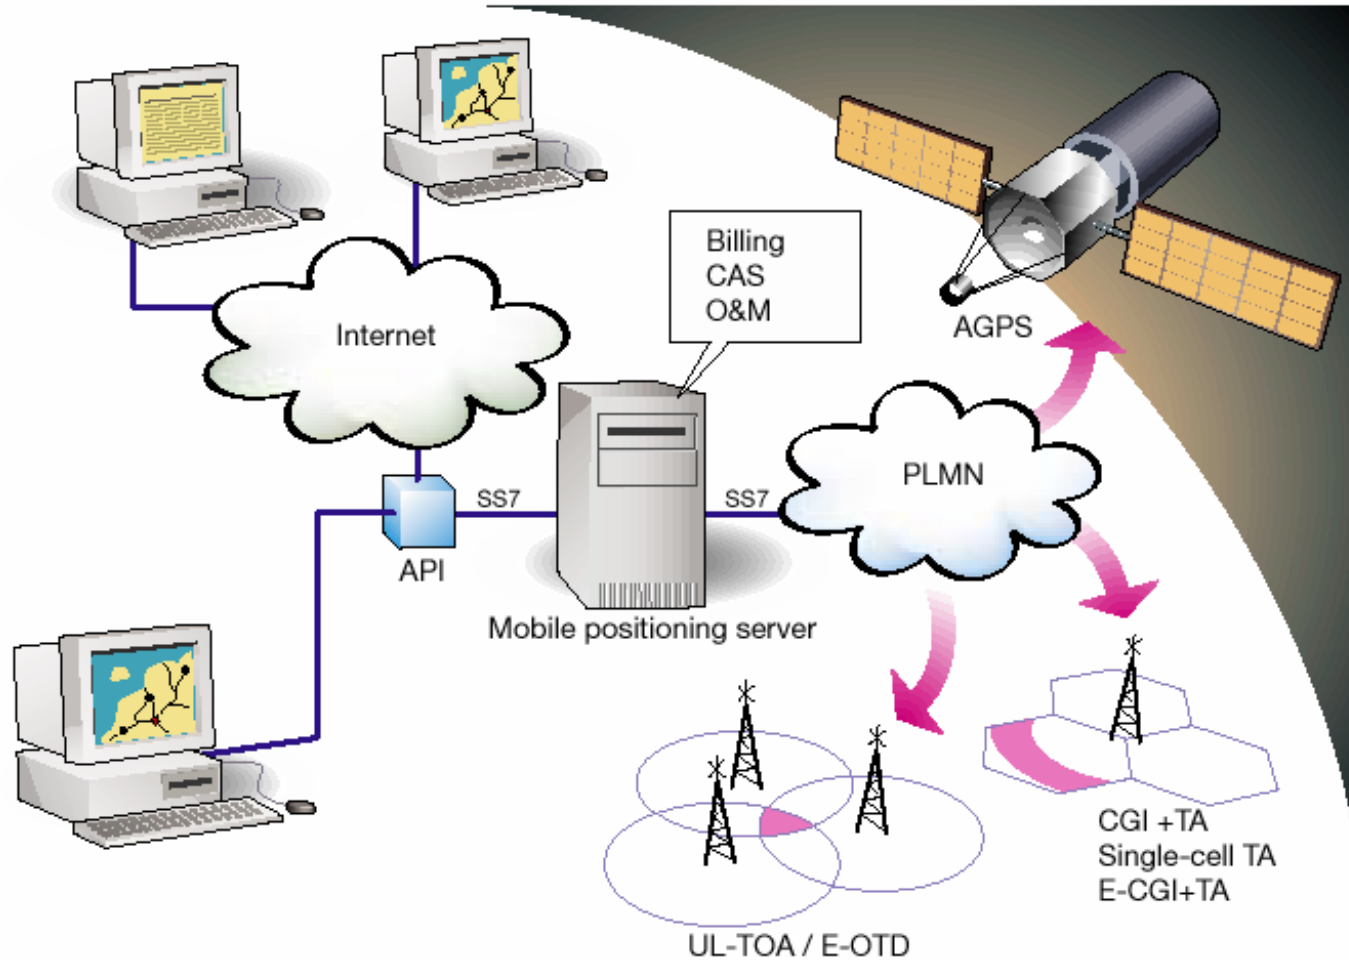 Billing
CAS
O&M
Internet
AGPS
PLMN
SS7
SS7
API
Mobile positioning server
CGI +TA
Single-cell TA
E-CGI+TA
UL-TOA / E-OTD